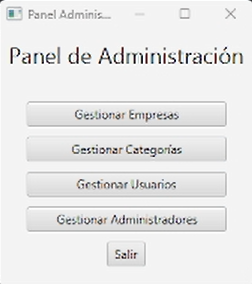 Panel Adminis...
Panel de Administración
Gestionar Empresas
Gestionar Categorías
Gestionar Usuarios
Gestionar Administradores
Salir